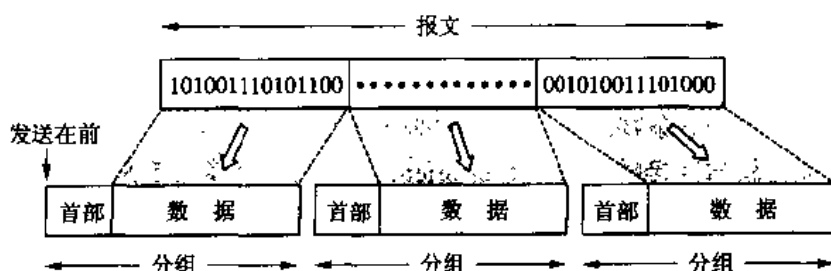 报文
101001110101100 ············· 001010011101000
发送在前
首部 数 据 首部 数 据 首部 数 据
分组 分组 分组